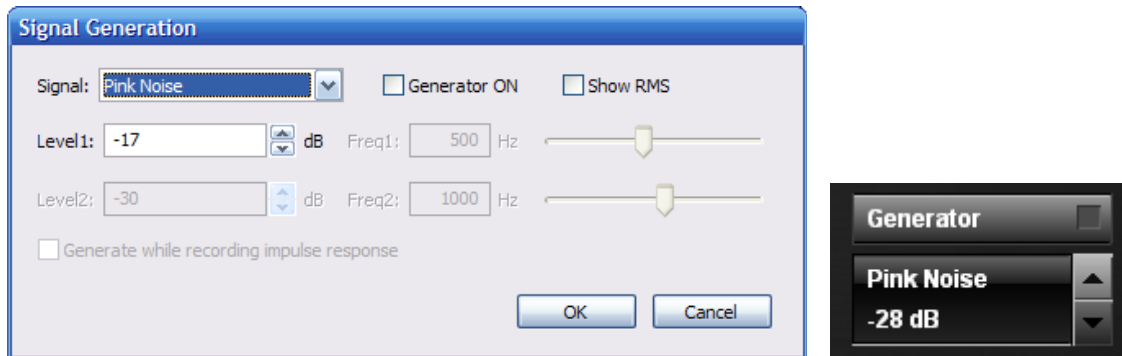 Signal Generation
Signal: Pink Noise Generator ON Show RMS
Level1: -17 dB Freq1: 500 Hz
Level2: -30 dB Freq2: 1000 Hz
Generate while recording impulse response
OK Cancel
Generator
Pink Noise
-28 dB